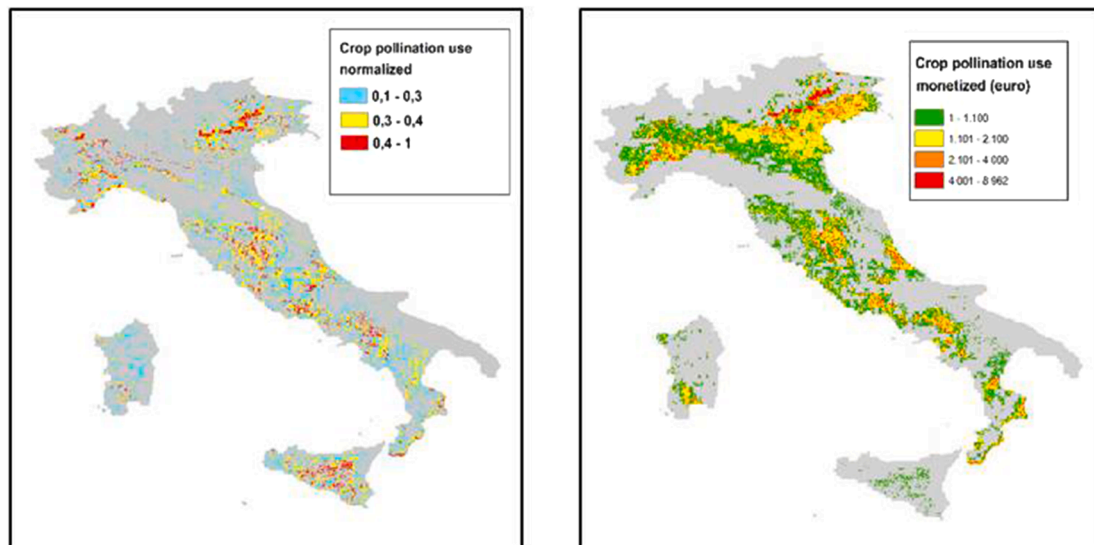 Crop pollination use
normalized
0,1 - 0,3
0,3 - 0,4
0,4 - 1
Crop pollination use
monetized (euro)
1 - 1.100
1.101 - 2.100
2.101 - 4 000
4 001 - 8 962